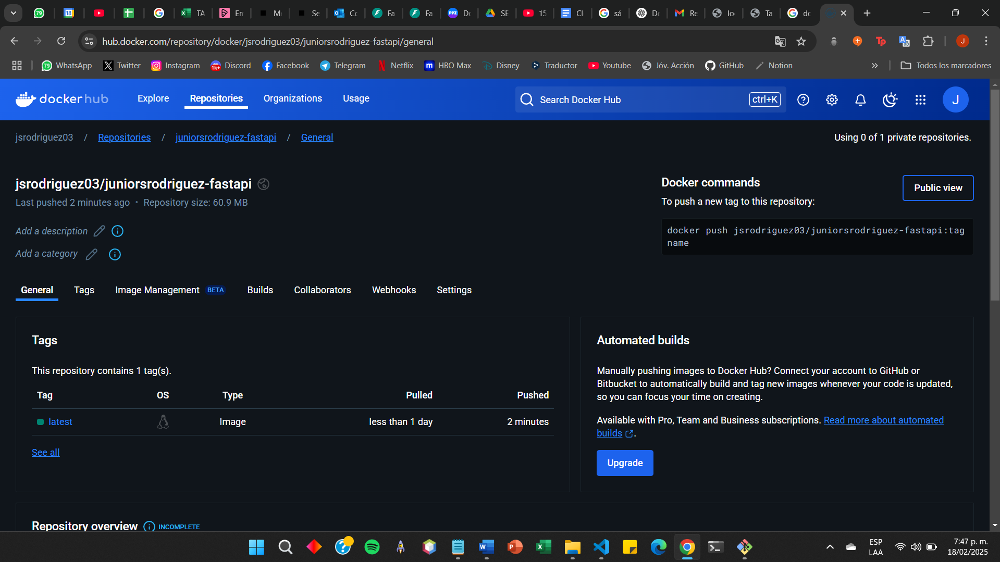 TA
Em
Me
Se
Co
Fa
Fa
Do
SE
15
Cl
sá
Do
Re
lo
Ta
do
hub.docker.com/repository/docker/jsrodriguez03/juniorsrodriguez-fastapi/general
WhatsApp Twitter Instagram Discord Facebook Telegram Netflix HBO Max Disney Traductor Youtube Jóv. Acción GitHub Notion » Todos los marcadores
dockerhub Explore Repositories Organizations Usage Search Docker Hub ctrl+K J
jsrodriguez03 / Repositories / juniorsrodriguez-fastapi / General Using 0 of 1 private repositories.
jsrodriguez03/juniorsrodriguez-fastapi
Last pushed 2 minutes ago • Repository size: 60.9 MB
Add a description
Add a category
Docker commands
Public view
To push a new tag to this repository:
docker push jsrodriguez03/juniorsrodriguez-fastapi:tag
name
General Tags Image Management BETA Builds Collaborators Webhooks Settings
Tags
This repository contains 1 tag(s).
Tag OS Type Pulled Pushed
latest Image less than 1 day 2 minutes
See all
Automated builds
Manually pushing images to Docker Hub? Connect your account to GitHub or
Bitbucket to automatically build and tag new images whenever your code is updated,
so you can focus your time on creating.
Available with Pro, Team and Business subscriptions. Read more about automated
builds.
Upgrade
Repository overview INCOMPLETE
ESP
LAA
7:47 p. m.
18/02/2025